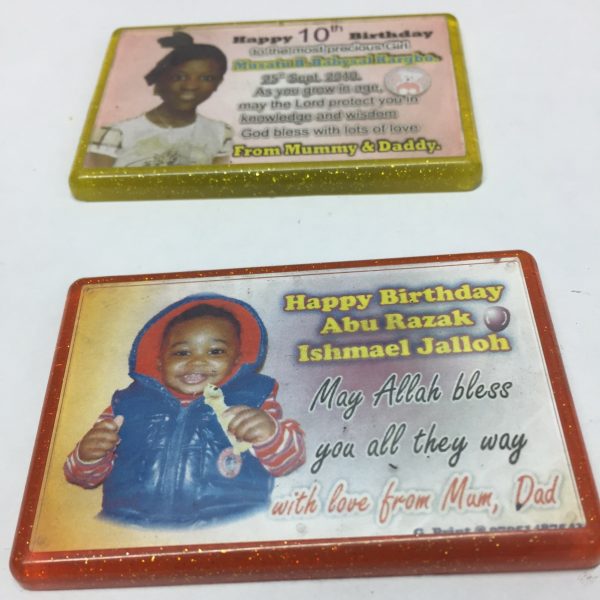 Happy 10th Birthday
to the most precious Girl
25th Sept. 2010.
As you grow in age,
may the Lord protect you in
knowledge and wisdom
God bless with lots of love
From Mummy & Daddy.
Happy Birthday
Abu Razak
Ishmael Jalloh
May Allah bless
you all they way
with love from Mum, Dad